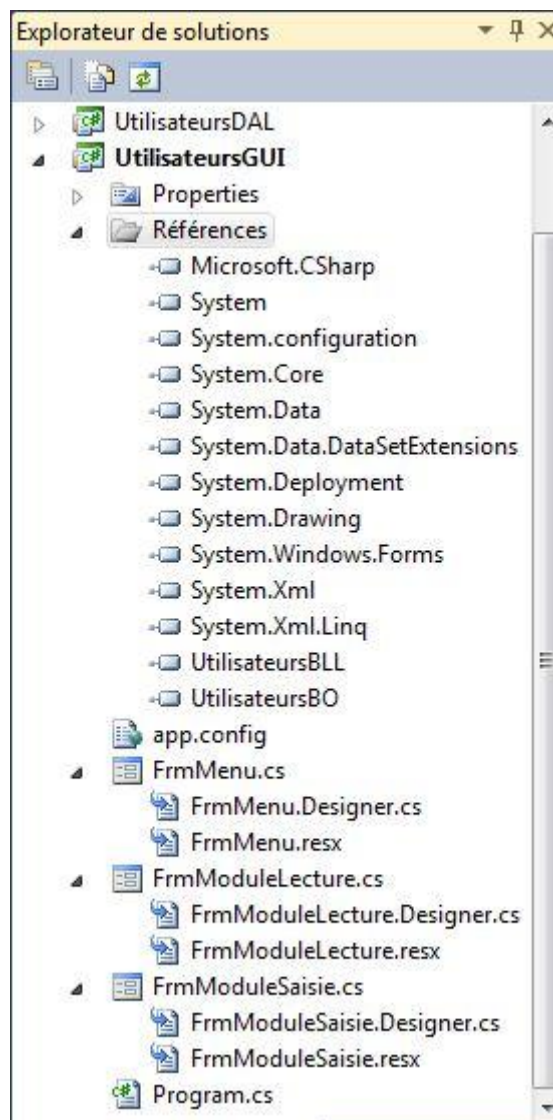 Explorateur de solutions
UtilisateursDAL
UtilisateursGUI
Properties
Références
Microsoft.CSharp
System
System.configuration
System.Core
System.Data
System.Data.DataSetExtensions
System.Deployment
System.Drawing
System.Windows.Forms
System.Xml
System.Xml.Linq
UtilisateursBLL
UtilisateursBO
app.config
FrmMenu.cs
FrmMenu.Designer.cs
FrmMenu.resx
FrmModuleLecture.cs
FrmModuleLecture.Designer.cs
FrmModuleLecture.resx
FrmModuleSaisie.cs
FrmModuleSaisie.Designer.cs
FrmModuleSaisie.resx
Program.cs